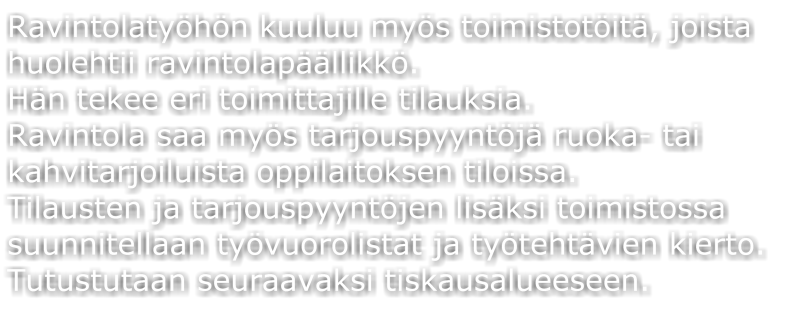 Ravintolatyöhön kuuluu myös toimistotöitä, joista
huolehtii ravintolapäällikkö.
Hän tekee eri toimittajille tilauksia.
Ravintola saa myös tarjouspyyntöjä ruoka- tai
kahvitarjoiluista oppilaitoksen tiloissa.
Tilausten ja tarjouspyyntöjen lisäksi toimistossa
suunnitellaan työvuorolistat ja työtehtävien kierto.
Tutustutaan seuraavaksi tiskausalueeseen.